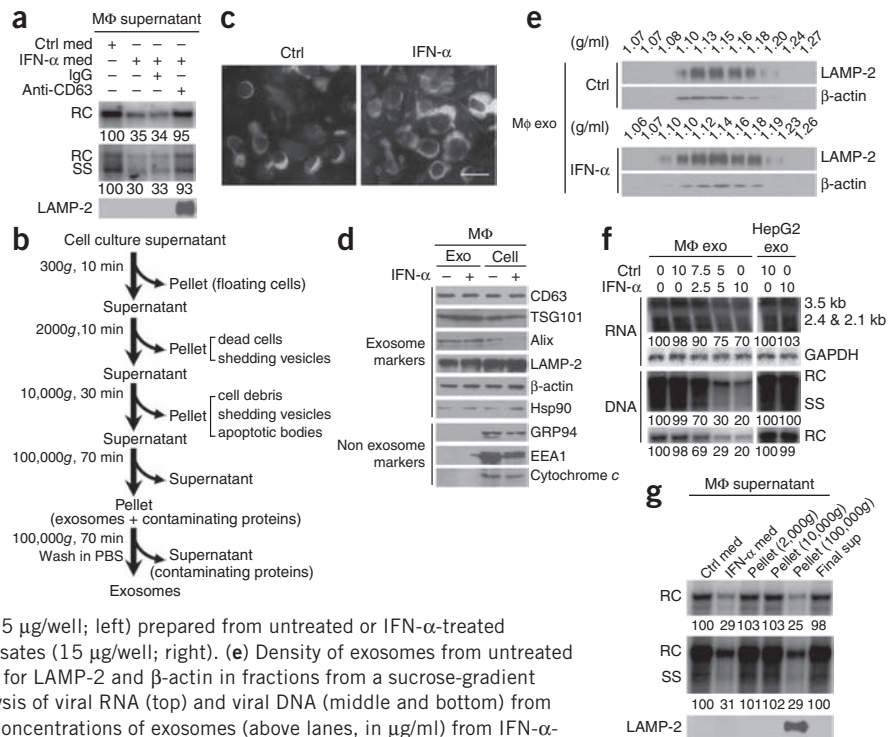 a
MΦ supernatant
Ctrl med + – – –
IFN-α med – + + +
IgG – – + –
Anti-CD63 – – – +
RC
100 35 34 95
RC
SS
100 30 33 93
LAMP-2
b
Cell culture supernatant
300g, 10 min
Pellet (floating cells)
Supernatant
2000g,10 min
Pellet
dead cells
shedding vesicles
Supernatant
10,000g, 30 min
Pellet
cell debris
shedding vesicles
apoptotic bodies
Supernatant
100,000g, 70 min
Supernatant
Pellet
(exosomes + contaminating proteins)
100,000g, 70 min
Wash in PBS
Supernatant
(contaminating proteins)
Exosomes
c
Ctrl IFN-α
d
MΦ
Exo Cell
IFN-α – + – +
Exosome markers
CD63
TSG101
Alix
LAMP-2
β-actin
Hsp90
Non exosome markers
GRP94
EEA1
Cytochrome c
e
(g/ml) 1.07 1.07 1.08 1.10 1.13 1.15 1.16 1.18 1.20 1.24 1.27
Mϕ exo
Ctrl
LAMP-2
β-actin
(g/ml) 1.06 1.07 1.10 1.10 1.12 1.14 1.16 1.18 1.19 1.23 1.26
IFN-α
LAMP-2
β-actin
f
MΦ exo HepG2 exo
Ctrl 0 10 7.5 5 0 10 0
IFN-α 0 0 2.5 5 10 0 10
RNA
3.5 kb
2.4 & 2.1 kb
100 98 90 75 70 100 103
GAPDH
DNA
RC
SS
100 99 70 30 20 100 100
RC
100 98 69 29 20 100 99
g
MΦ supernatant
Ctrl med IFN-α med Pellet (2,000g) Pellet (10,000g) Pellet (100,000g) Final sup
RC
100 29 103 103 25 98
RC
SS
100 31 101 102 29 100
LAMP-2
5 μg/well; left) prepared from untreated or IFN-α-treated
sates (15 μg/well; right). (e) Density of exosomes from untreated
for LAMP-2 and β-actin in fractions from a sucrose-gradient
ysis of viral RNA (top) and viral DNA (middle and bottom) from
oncentrations of exosomes (above lanes, in μg/ml) from IFN-α-